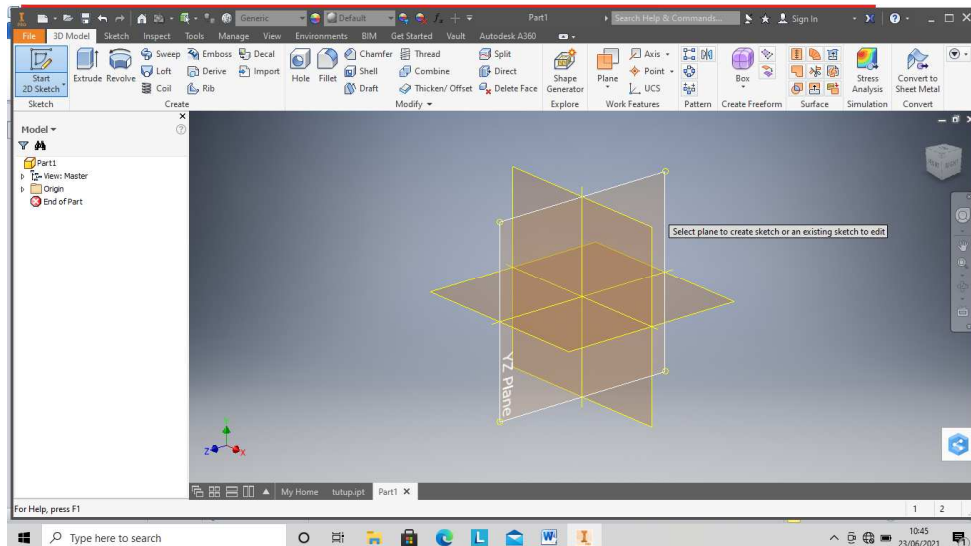 Generic
Default
Part1
Search Help & Commands...
Sign In
File 3D Model Sketch Inspect Tools Manage View Environments BIM Get Started Vault Autodesk A360
Start 2D Sketch
Extrude
Revolve
Sweep
Emboss
Decal
Loft
Derive
Import
Coil
Rib
Hole
Fillet
Chamfer
Thread
Split
Shell
Combine
Direct
Draft
Thicken/ Offset
Delete Face
Shape Generator
Plane
Axis
Point
UCS
Box
Stress Analysis
Convert to Sheet Metal
Sketch Create Modify Explore Work Features Pattern Create Freeform Surface Simulation Convert
Model
Part1
View: Master
Origin
End of Part
Select plane to create sketch or an existing sketch to edit
YZ Plane
Y
Z
X
My Home tutup.ipt Part1
For Help, press F1
1 2
Type here to search
10:45
23/06/2021